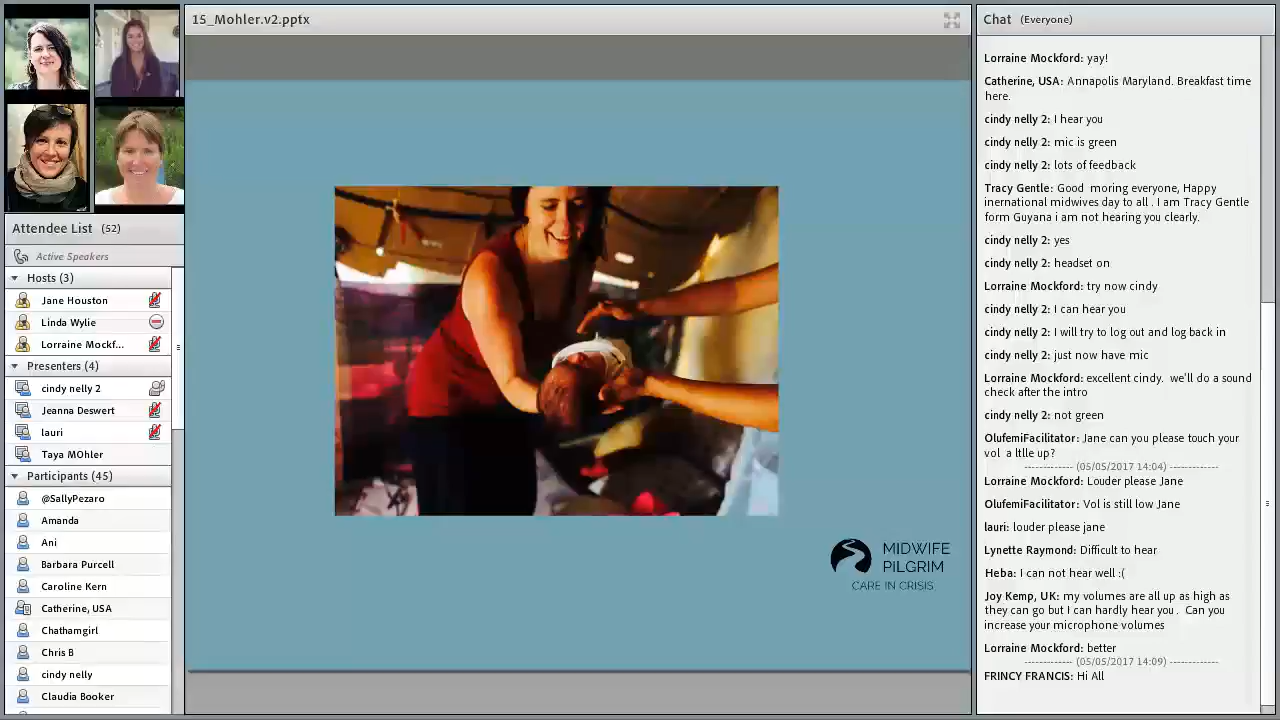 Attendee List (52)
Active Speakers
Hosts (3)
Jane Houston
Linda Wylie
Lorraine Mockf...
Presenters (4)
cindy nelly 2
Jeanna Deswert
lauri
Taya MOhler
Participants (45)
@SallyPezaro
Amanda
Ani
Barbara Purcell
Caroline Kern
Catherine, USA
Chathamgirl
Chris B
cindy nelly
Claudia Booker
15_Mohler.v2.pptx
MIDWIFE
PILGRIM
CARE IN CRISIS
Chat (Everyone)
Lorraine Mockford: yay!
Catherine, USA: Annapolis Maryland. Breakfast time
here.
cindy nelly 2: I hear you
cindy nelly 2: mic is green
cindy nelly 2: lots of feedback
Tracy Gentle: Good moring everyone, Happy
inernational midwives day to all . I am Tracy Gentle
form Guyana i am not hearing you clearly.
cindy nelly 2: yes
cindy nelly 2: headset on
Lorraine Mockford: try now cindy
cindy nelly 2: I can hear you
cindy nelly 2: I will try to log out and log back in
cindy nelly 2: just now have mic
Lorraine Mockford: excellent cindy. we'll do a sound
check after the intro
cindy nelly 2: not green
OlufemiFacilitator: Jane can you please touch your
vol a ltlle up?
------------- (05/05/2017 14:04) -------------
Lorraine Mockford: Louder please Jane
OlufemiFacilitator: Vol is still low Jane
lauri: louder please jane
Lynette Raymond: Difficult to hear
Heba: I can not hear well :(
Joy Kemp, UK: my volumes are all up as high as
they can go but I can hardly hear you . Can you
increase your microphone volumes
Lorraine Mockford: better
------------- (05/05/2017 14:09) -------------
FRINCY FRANCIS: Hi All